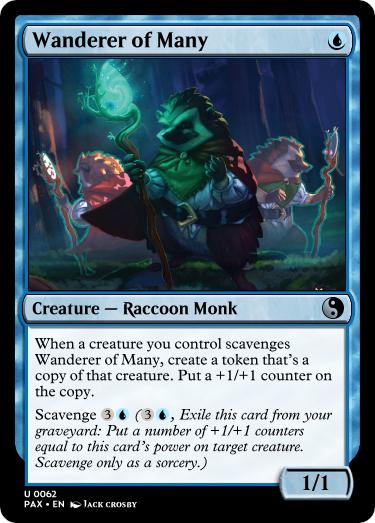 Wanderer of Many
Creature — Raccoon Monk
When a creature you control scavenges
Wanderer of Many, create a token that's a
copy of that creature. Put a +1/+1 counter on
the copy.
Scavenge 3 (3, Exile this card from your
graveyard: Put a number of +1/+1 counters
equal to this card's power on target creature.
Scavenge only as a sorcery.)
1/1
U 0062
PAX • EN JACK CROSBY